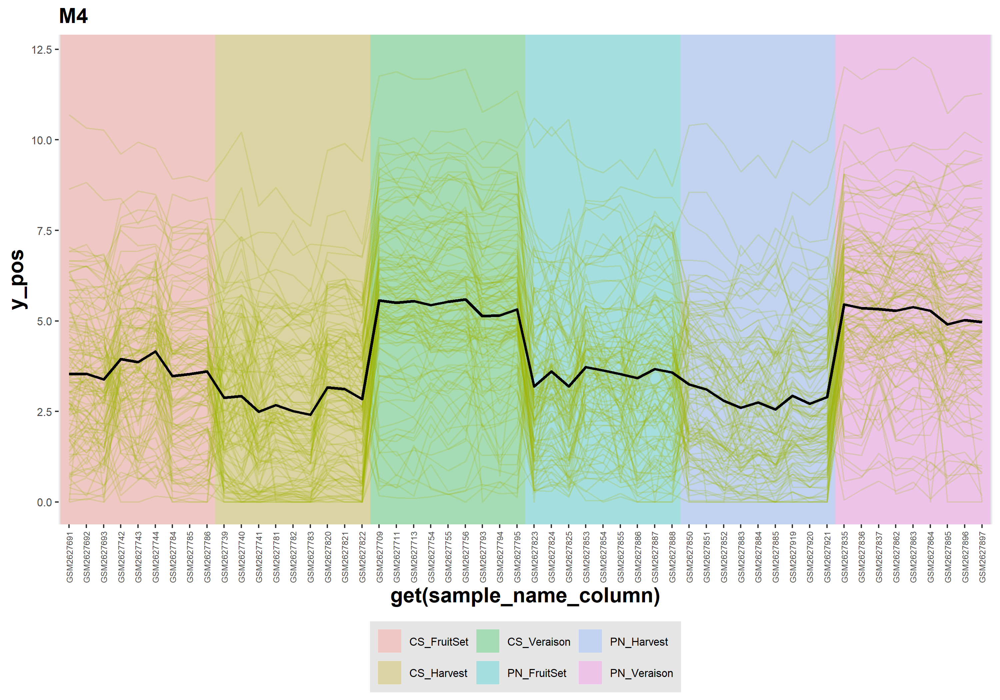 M4
12.5
10.0
7.5
5.0
2.5
0.0
y_pos
GSM2627691
GSM2627692
GSM2627693
GSM2627742
GSM2627743
GSM2627744
GSM2627784
GSM2627785
GSM2627786
GSM2627739
GSM2627740
GSM2627741
GSM2627781
GSM2627782
GSM2627783
GSM2627820
GSM2627821
GSM2627822
GSM2627709
GSM2627711
GSM2627713
GSM2627754
GSM2627755
GSM2627756
GSM2627793
GSM2627794
GSM2627795
GSM2627823
GSM2627824
GSM2627825
GSM2627853
GSM2627854
GSM2627855
GSM2627886
GSM2627887
GSM2627888
GSM2627850
GSM2627851
GSM2627852
GSM2627883
GSM2627884
GSM2627885
GSM2627919
GSM2627920
GSM2627921
GSM2627835
GSM2627836
GSM2627837
GSM2627862
GSM2627863
GSM2627864
GSM2627895
GSM2627896
GSM2627897
get(sample_name_column)
CS_FruitSet CS_Veraison PN_Harvest
CS_Harvest PN_FruitSet PN_Veraison